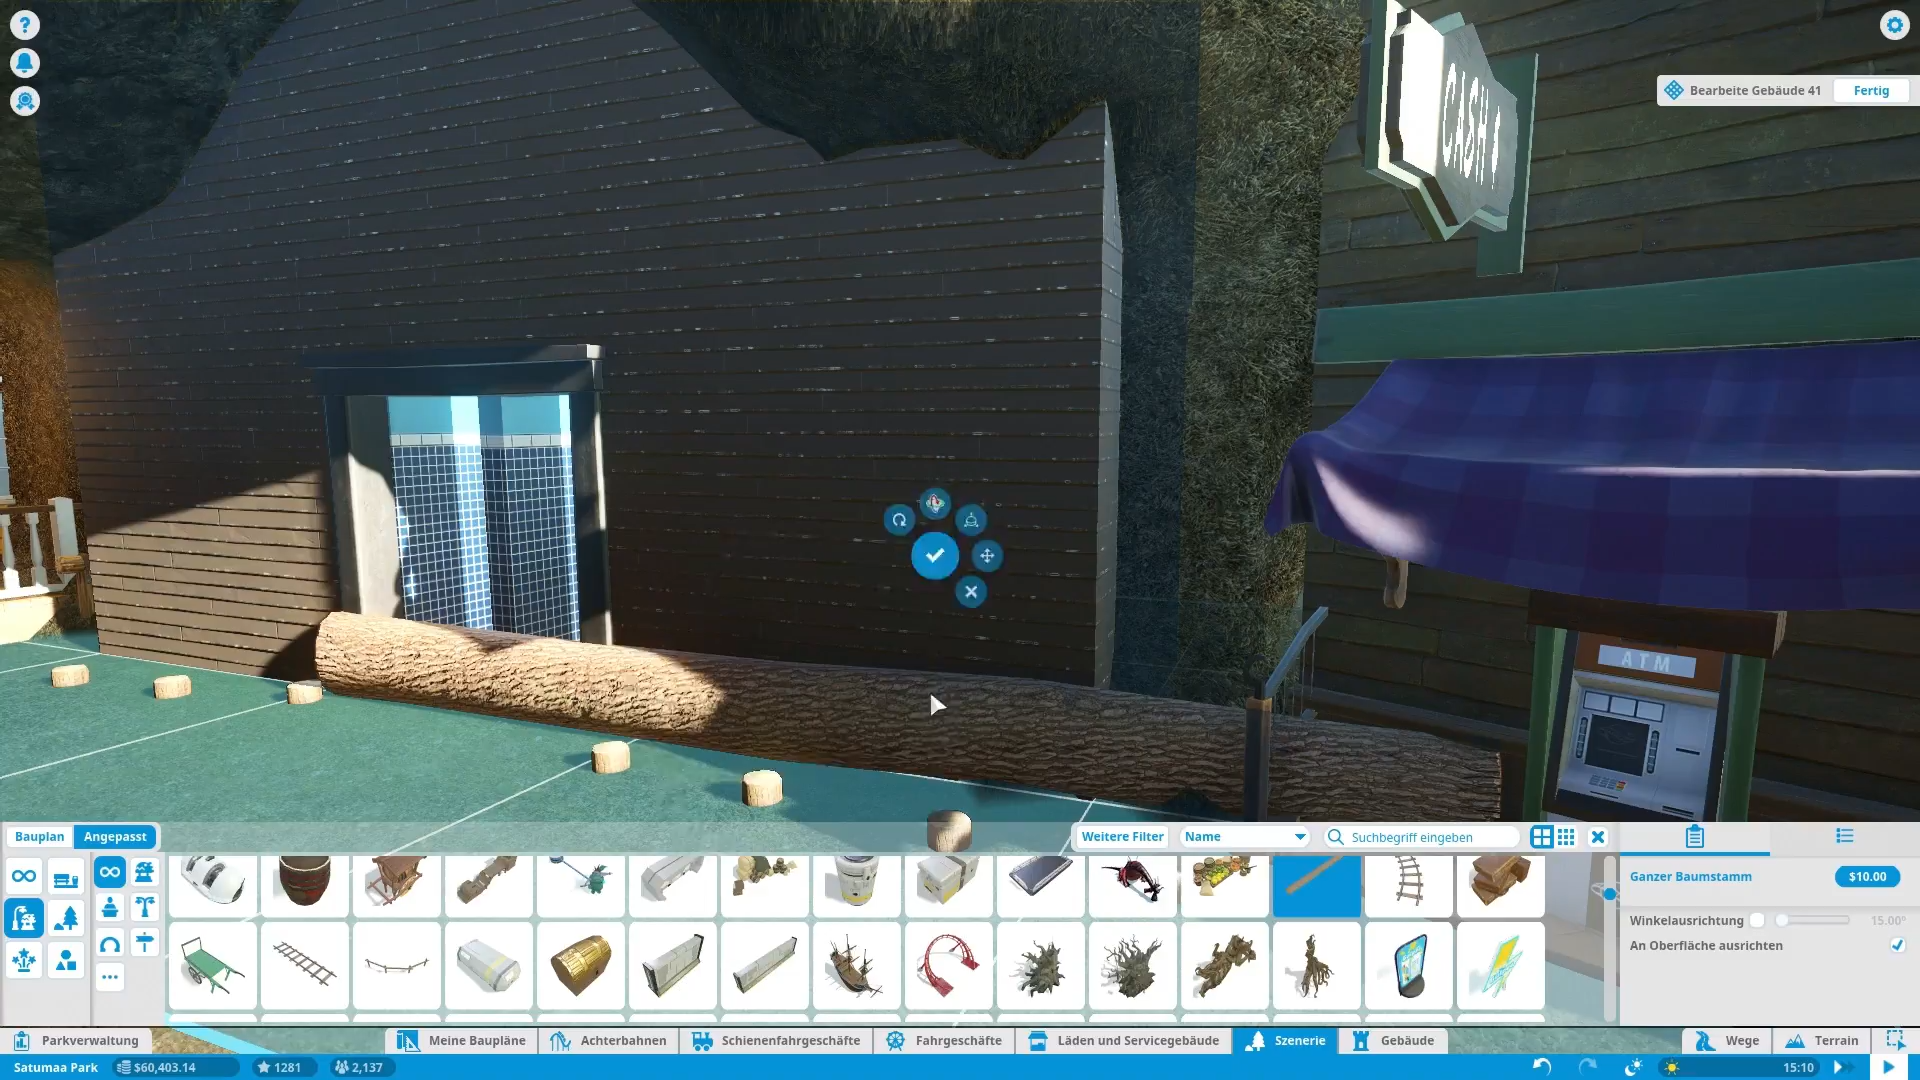 CASH!
Bearbeite Gebäude 41
Fertig
ATM
Bauplan
Angepasst
Weitere Filter
Name
Suchbegriff eingeben
Ganzer Baumstamm
$10.00
Winkelausrichtung
15.00°
An Oberfläche ausrichten
Parkverwaltung
Meine Baupläne
Achterbahnen
Schienenfahrgeschäfte
Fahrgeschäfte
Läden und Servicegebäude
Szenerie
Gebäude
Wege
Terrain
Satumaa Park
$60,403.14
1281
2,137
15:10